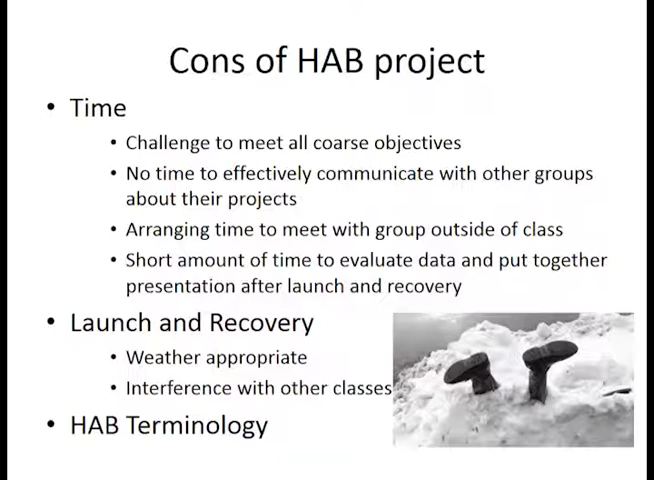 Cons of HAB project
• Time
• Challenge to meet all coarse objectives
• No time to effectively communicate with other groups
about their projects
• Arranging time to meet with group outside of class
• Short amount of time to evaluate data and put together
presentation after launch and recovery
• Launch and Recovery
• Weather appropriate
• Interference with other classes
• HAB Terminology